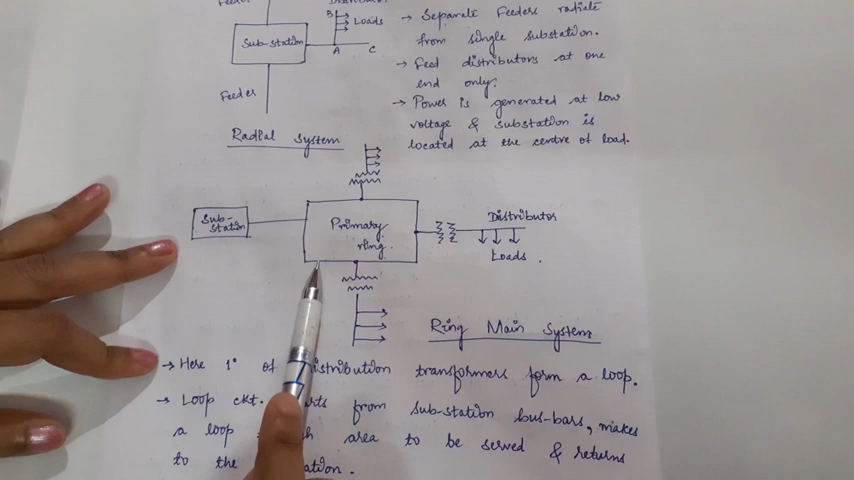 Feeder
Distributor
B
Loads
Sub-Station
A
C
Feeder
→ Separate Feeders radiate
from single substation.
→ Feed distributors at one
end only.
→ Power is generated at low
voltage & substation is
located at the centre of load.
Radial System
Sub-
Station
Primary
ring.
Distributor
Loads.
Ring Main System
→ Here 1° of distribution transformers form a loop.
→ Loop ckt. from sub-station bus-bars, makes
a loop area to be served & returns
to the